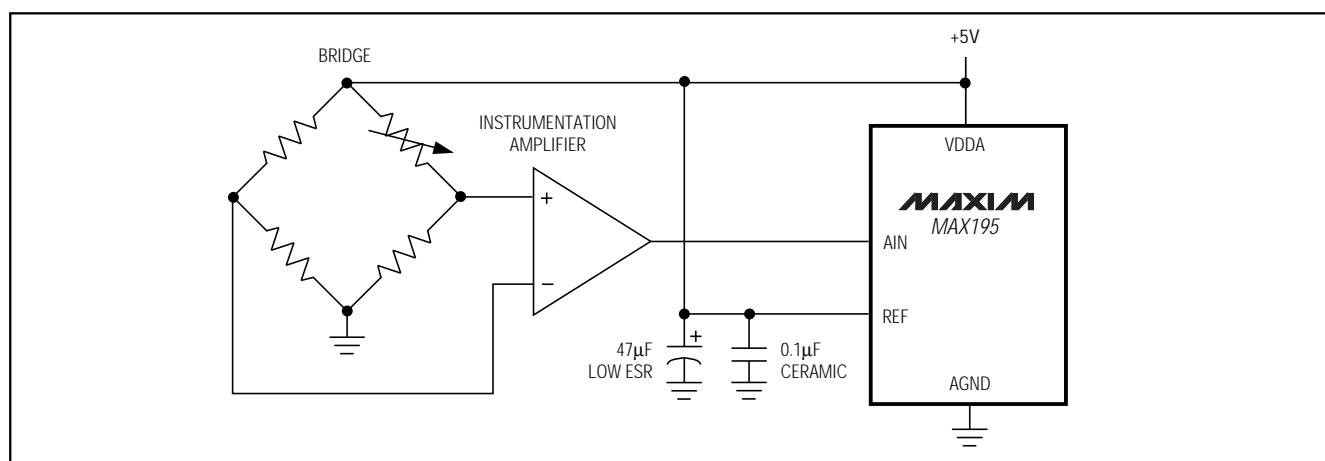 +5V
BRIDGE
INSTRUMENTATION
AMPLIFIER
+
−
VDDA
MAXIM
MAX195
AIN
REF
AGND
+
47µF
LOW ESR
0.1µF
CERAMIC